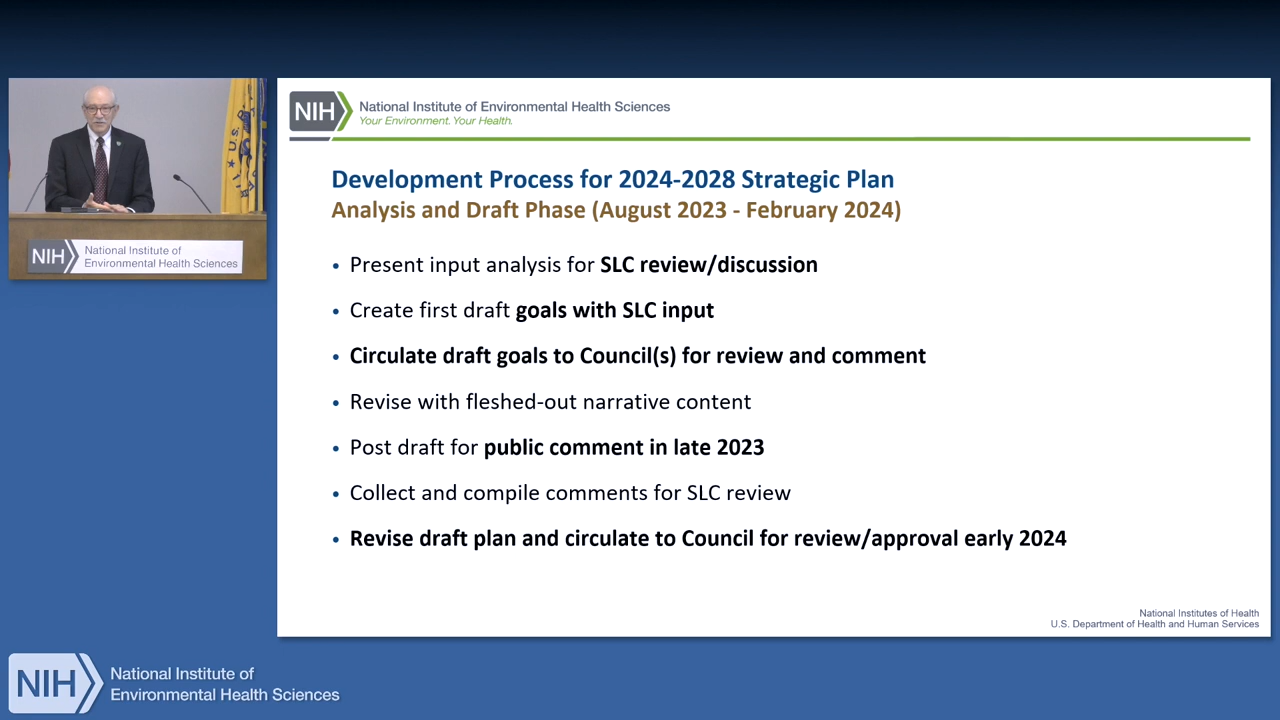 NIH
National Institute of
Environmental Health Sciences
NIH National Institute of Environmental Health Sciences
Your Environment. Your Health.
Development Process for 2024-2028 Strategic Plan
Analysis and Draft Phase (August 2023 - February 2024)
• Present input analysis for SLC review/discussion
• Create first draft goals with SLC input
• Circulate draft goals to Council(s) for review and comment
• Revise with fleshed-out narrative content
• Post draft for public comment in late 2023
• Collect and compile comments for SLC review
• Revise draft plan and circulate to Council for review/approval early 2024
National Institutes of Health
U.S. Department of Health and Human Services
NIH
National Institute of
Environmental Health Sciences